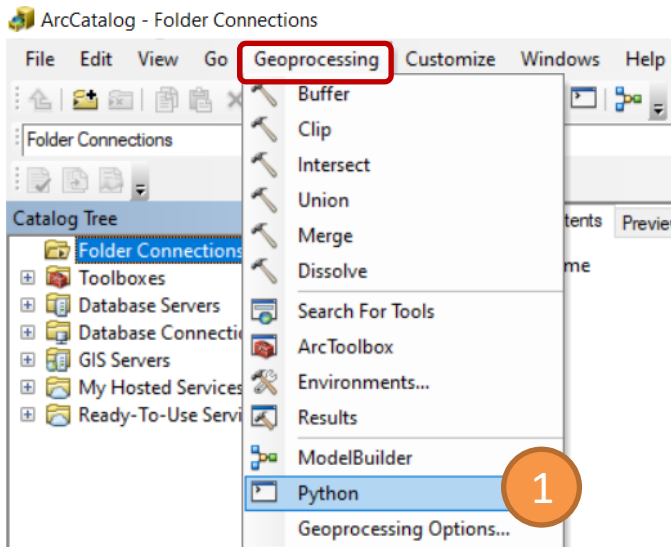 ArcCatalog - Folder Connections
File Edit View Go Geoprocessing Customize Windows Help
Buffer
Folder Connections
Clip
Intersect
Union
Catalog Tree
tents Previe
Merge
Folder Connections
me
Toolboxes
Dissolve
Database Servers
Search For Tools
Database Connecti
ArcToolbox
GIS Servers
My Hosted Services
Environments...
Ready-To-Use Servi
Results
ModelBuilder
Python 1
Geoprocessing Options...